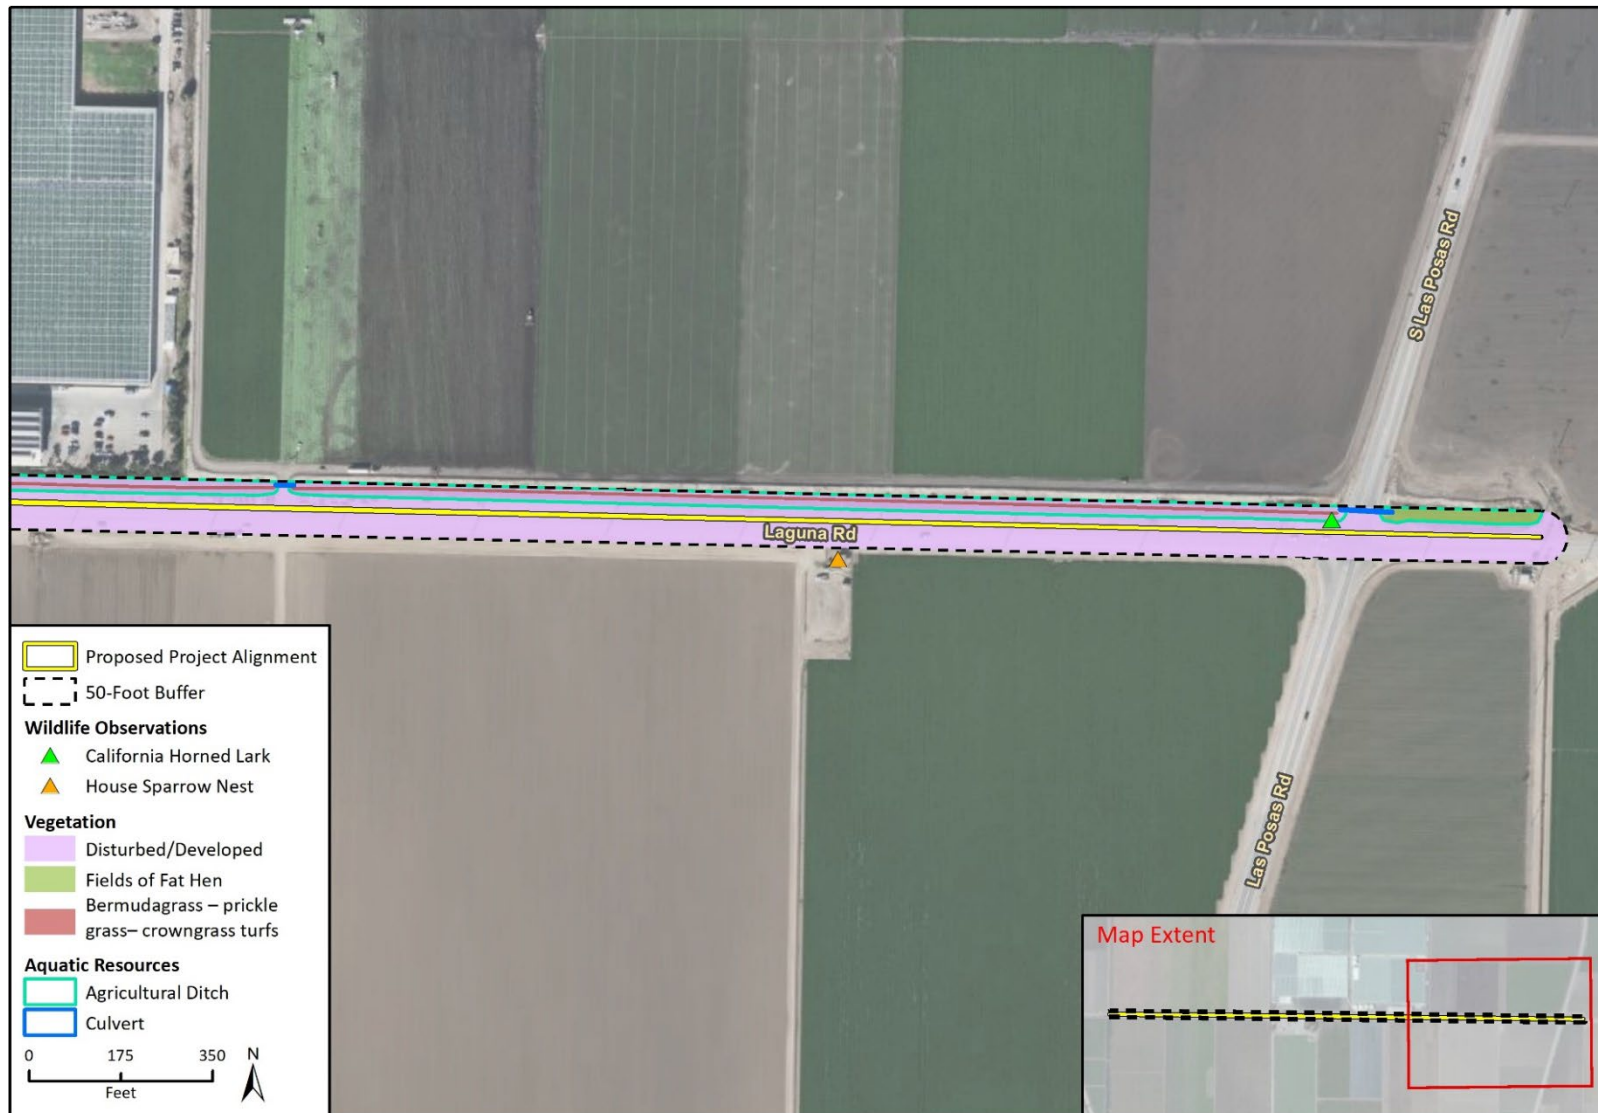 S Las Posas Rd
Laguna Rd
Las Posas Rd
Proposed Project Alignment
50-Foot Buffer
Wildlife Observations
California Horned Lark
House Sparrow Nest
Vegetation
Disturbed/Developed
Fields of Fat Hen
Bermudagrass – prickle
grass– crowngrass turfs
Aquatic Resources
Agricultural Ditch
Culvert
0 175 350 N
Feet
Map Extent